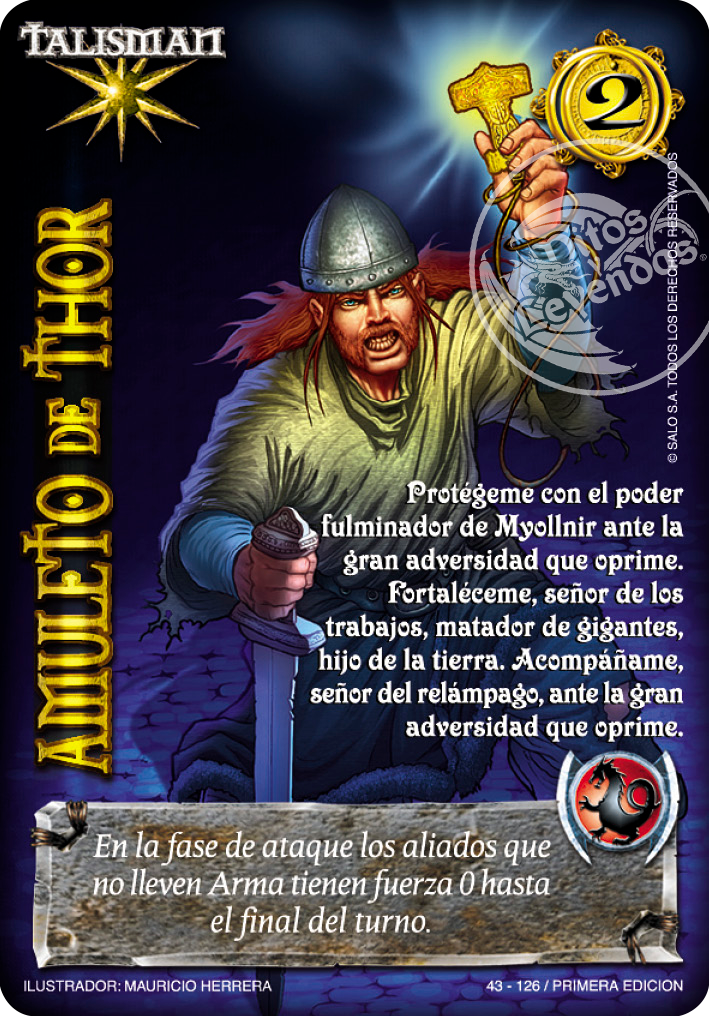 TALISMAN
2
AMULETO DE THOR
Mitos
Leyendas
®
© SALO S.A. TODOS LOS DERECHOS RESERVADOS
Protégeme con el poder
fulminador de Myollnir ante la
gran adversidad que oprime.
Fortaléceme, señor de los
trabajos, matador de gigantes,
hijo de la tierra. Acompáñame,
señor del relámpago, ante la gran
adversidad que oprime.
En la fase de ataque los aliados que
no lleven Arma tienen fuerza 0 hasta
el final del turno.
ILUSTRADOR: MAURICIO HERRERA
43 - 126 / PRIMERA EDICION